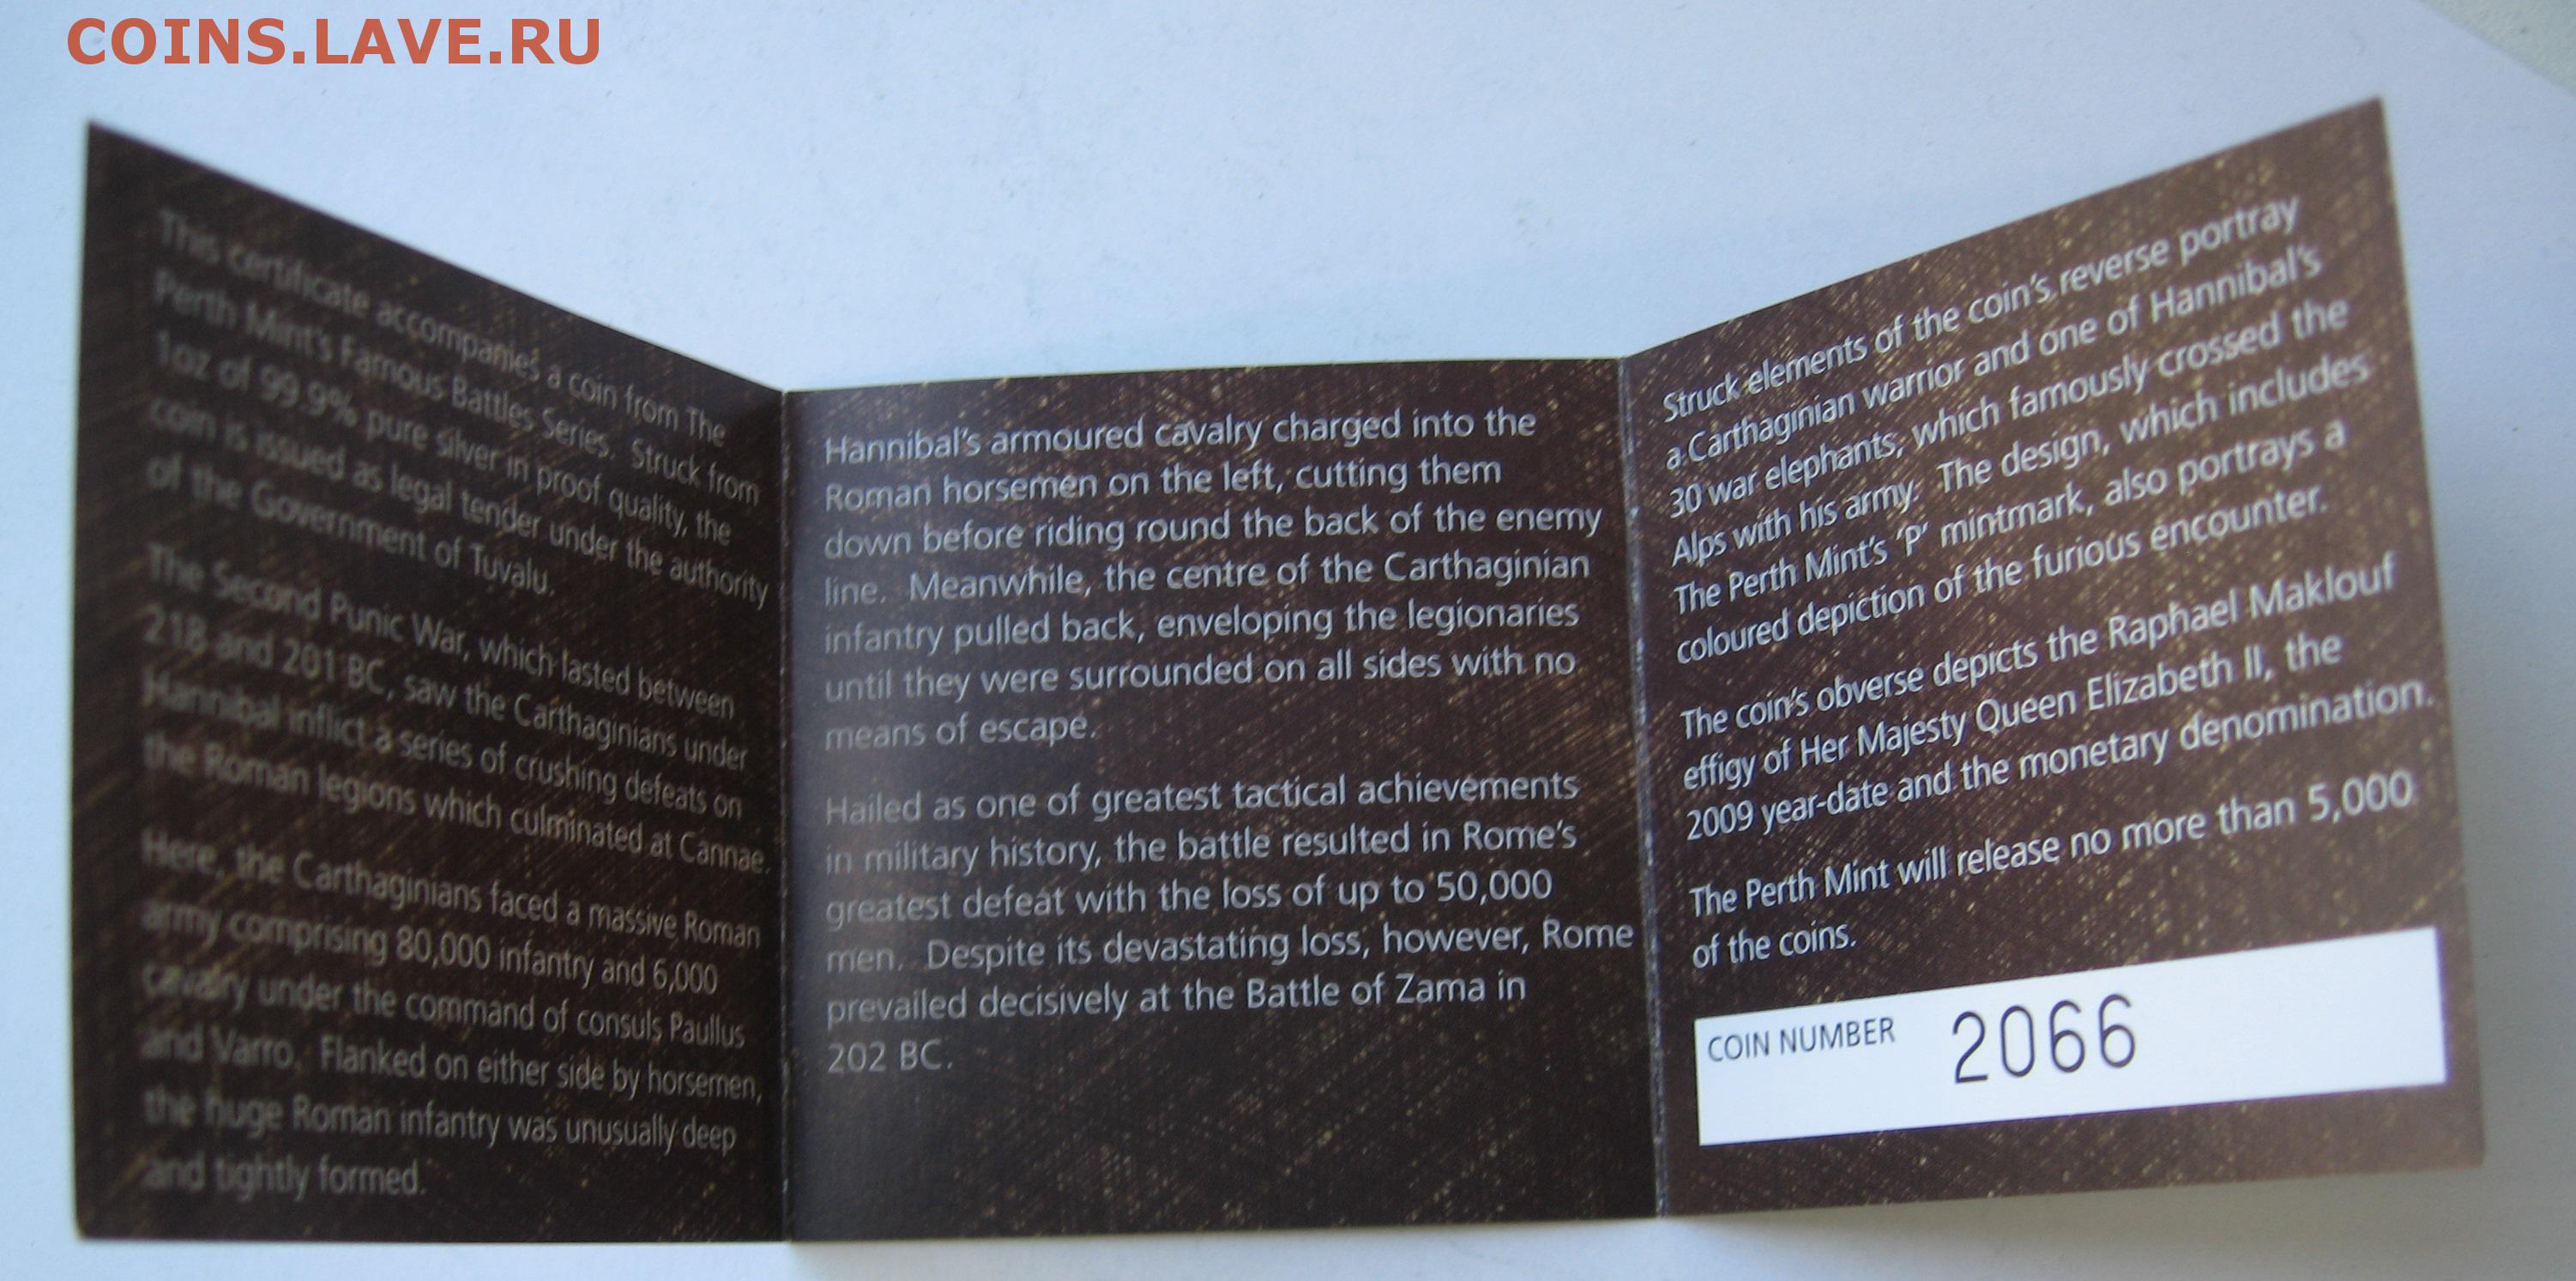 COINS.LAVE.RU
This certificate accompanies a coin from The
Perth Mint's Famous Battles Series. Struck from
1oz of 99.9% pure silver in proof quality, the
coin is issued as legal tender under the authority
of the Government of Tuvalu.
The Second Punic War, which lasted between
218 and 201 BC, saw the Carthaginians under
Hannibal inflict a series of crushing defeats on
the Roman legions which culminated at Cannae.
Here, the Carthaginians faced a massive Roman
army comprising 80,000 infantry and 6,000
cavalry under the command of consuls Paullus
and Varro. Flanked on either side by horsemen,
the huge Roman infantry was unusually deep
and tightly formed.
Hannibal's armoured cavalry charged into the
Roman horsemen on the left, cutting them
down before riding round the back of the enemy
line. Meanwhile, the centre of the Carthaginian
infantry pulled back, enveloping the legionaries
until they were surrounded on all sides with no
means of escape.
Hailed as one of greatest tactical achievements
in military history, the battle resulted in Rome's
greatest defeat with the loss of up to 50,000
men. Despite its devastating loss, however, Rome
prevailed decisively at the Battle of Zama in
202 BC.
Struck elements of the coin's reverse portray
a Carthaginian warrior and one of Hannibal's
30 war elephants, which famously crossed the
Alps with his army. The design, which includes
The Perth Mint's 'P' mintmark, also portrays a
coloured depiction of the furious encounter.
The coin's obverse depicts the Raphael Maklouf
effigy of Her Majesty Queen Elizabeth II, the
2009 year-date and the monetary denomination.
The Perth Mint will release no more than 5,000
of the coins.
COIN NUMBER 2066